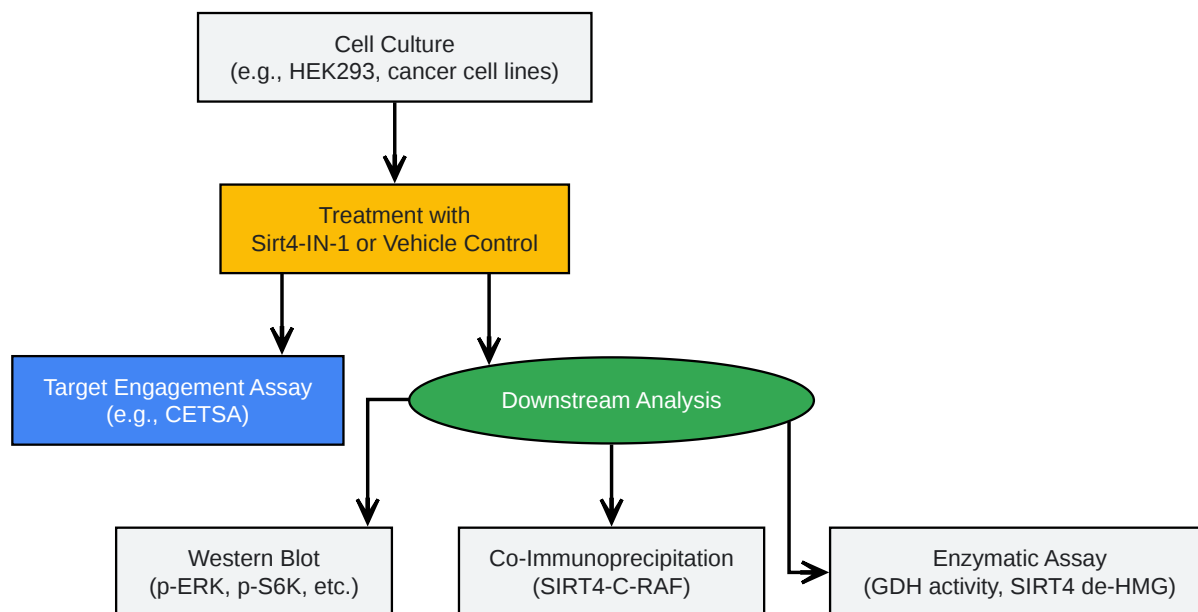 Cell Culture
(e.g., HEK293, cancer cell lines)
Treatment with
Sirt4-IN-1 or Vehicle Control
Target Engagement Assay
(e.g., CETSA)
Downstream Analysis
Western Blot
(p-ERK, p-S6K, etc.)
Co-Immunoprecipitation
(SIRT4-C-RAF)
Enzymatic Assay
(GDH activity, SIRT4 de-HMG)